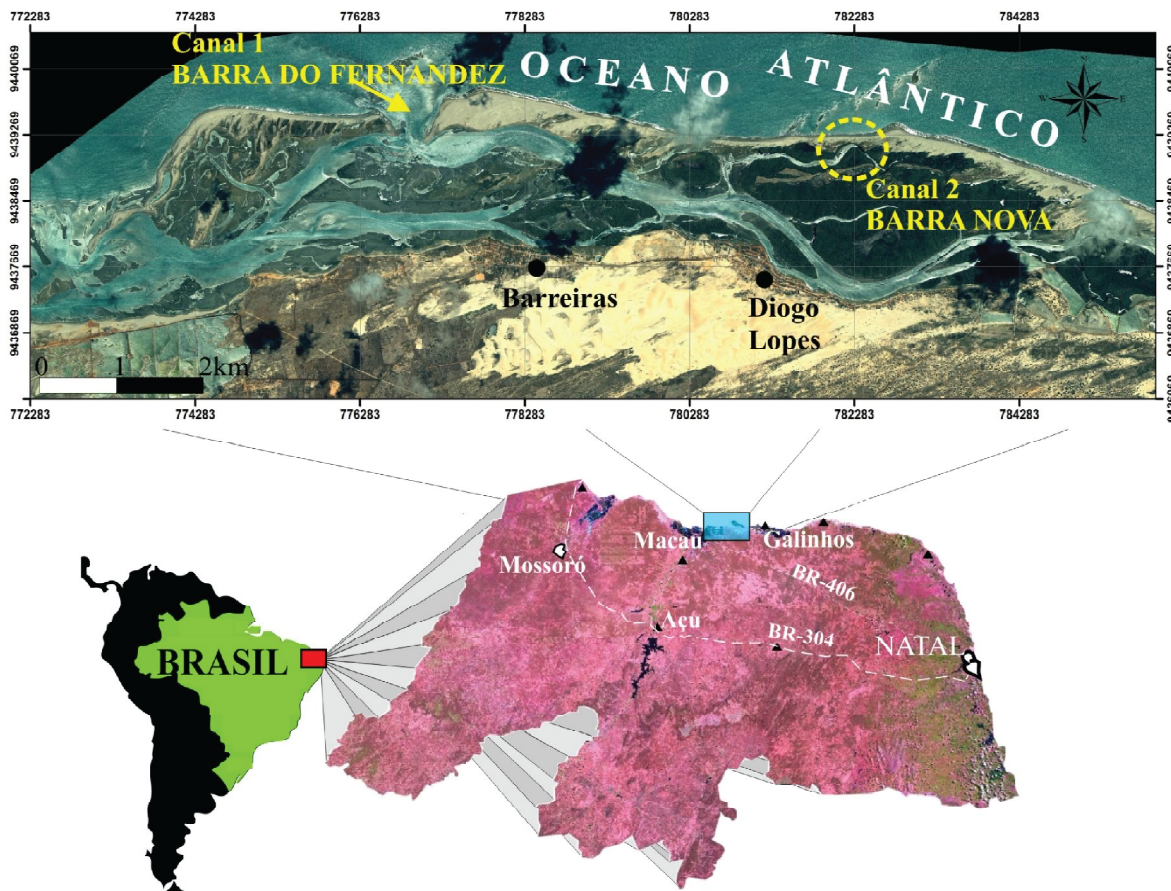 772283 774283 776283 778283 780283 782283 784283
Canal 1
BARRA DO FERNANDEZ
OCEANO ATLÂNTICO
9440069
9439269
9438469
9437669
9436869
Canal 2
BARRA NOVA
Barreiras
Diogo
Lopes
0 1 2km
772283 774283 776283 778283 780283 782283 784283
Macau
Galinhos
Mossoró
BR-406
Açu
BR-304
NATAL
BRASIL